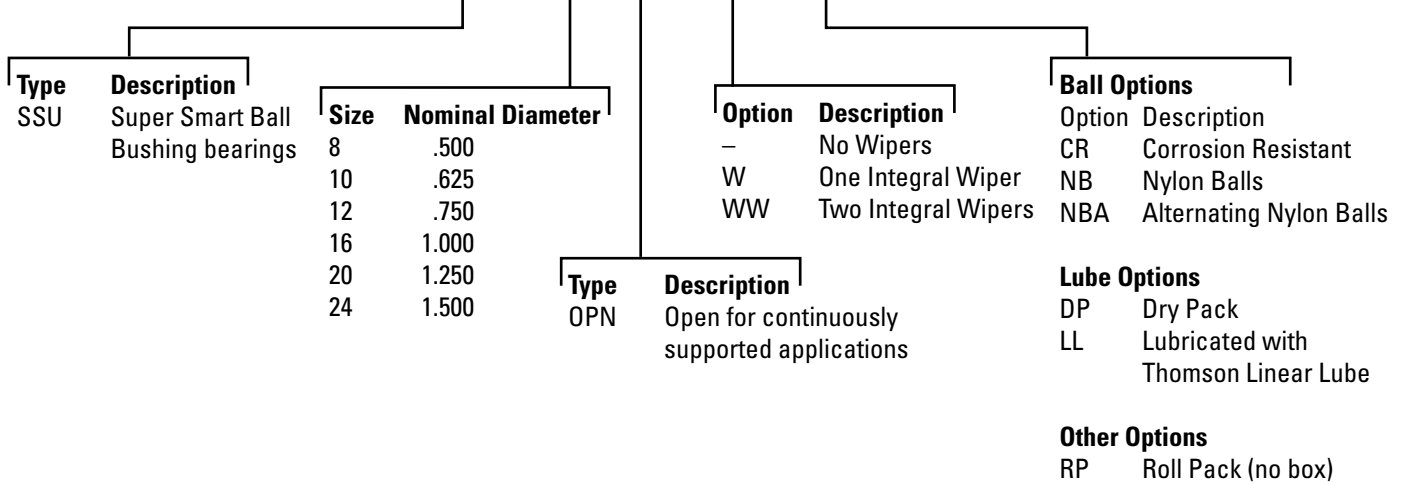 Type Description
SSU Super Smart Ball
Bushing bearings
Size Nominal Diameter
8 .500
10 .625
12 .750
16 1.000
20 1.250
24 1.500
Type Description
OPN Open for continuously
supported applications
Option Description
– No Wipers
W One Integral Wiper
WW Two Integral Wipers
Ball Options
Option Description
CR Corrosion Resistant
NB Nylon Balls
NBA Alternating Nylon Balls
Lube Options
DP Dry Pack
LL Lubricated with
Thomson Linear Lube
Other Options
RP Roll Pack (no box)